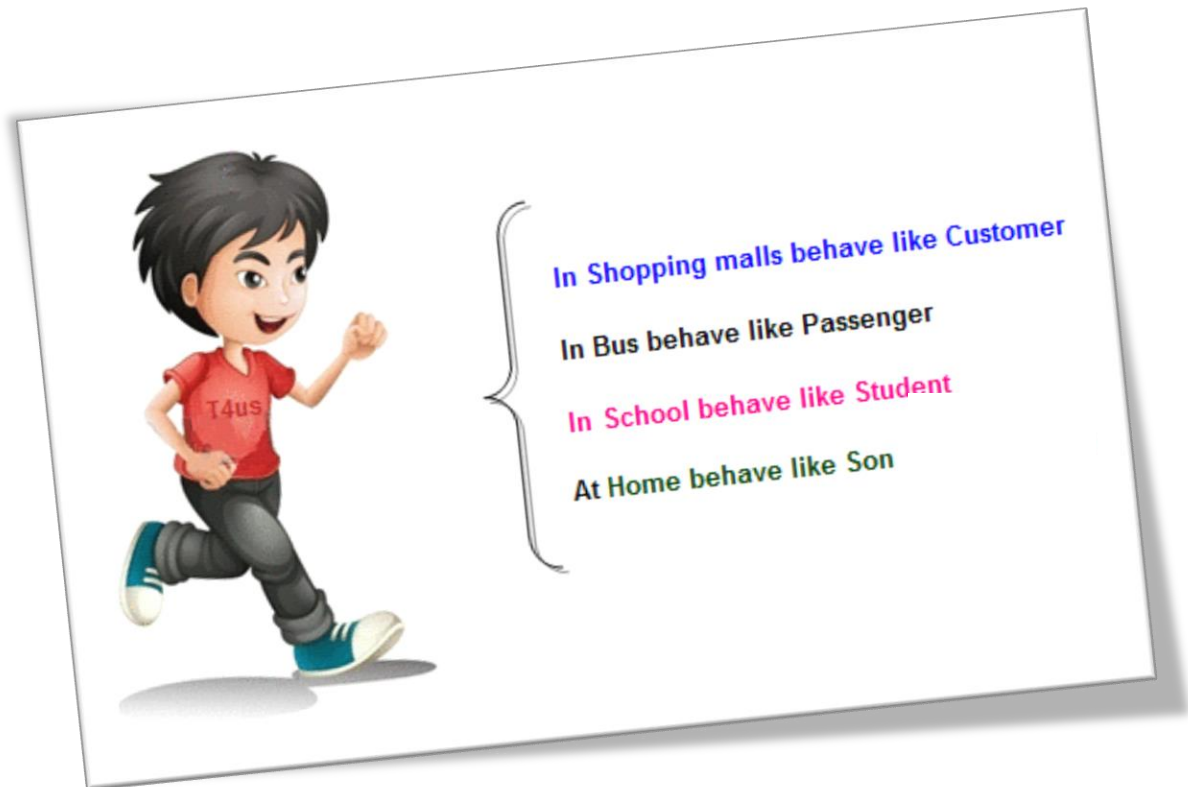 In Shopping malls behave like Customer
In Bus behave like Passenger
In School behave like Student
At Home behave like Son
T4us